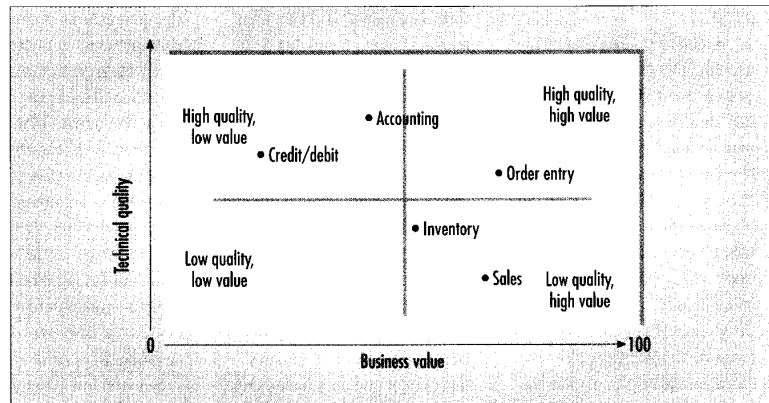 High quality,
low value
High quality,
high value
Accounting
Credit/debit
Order entry
Technical quality
Inventory
Low quality,
low value
Sales
Low quality,
high value
0
100
Business value